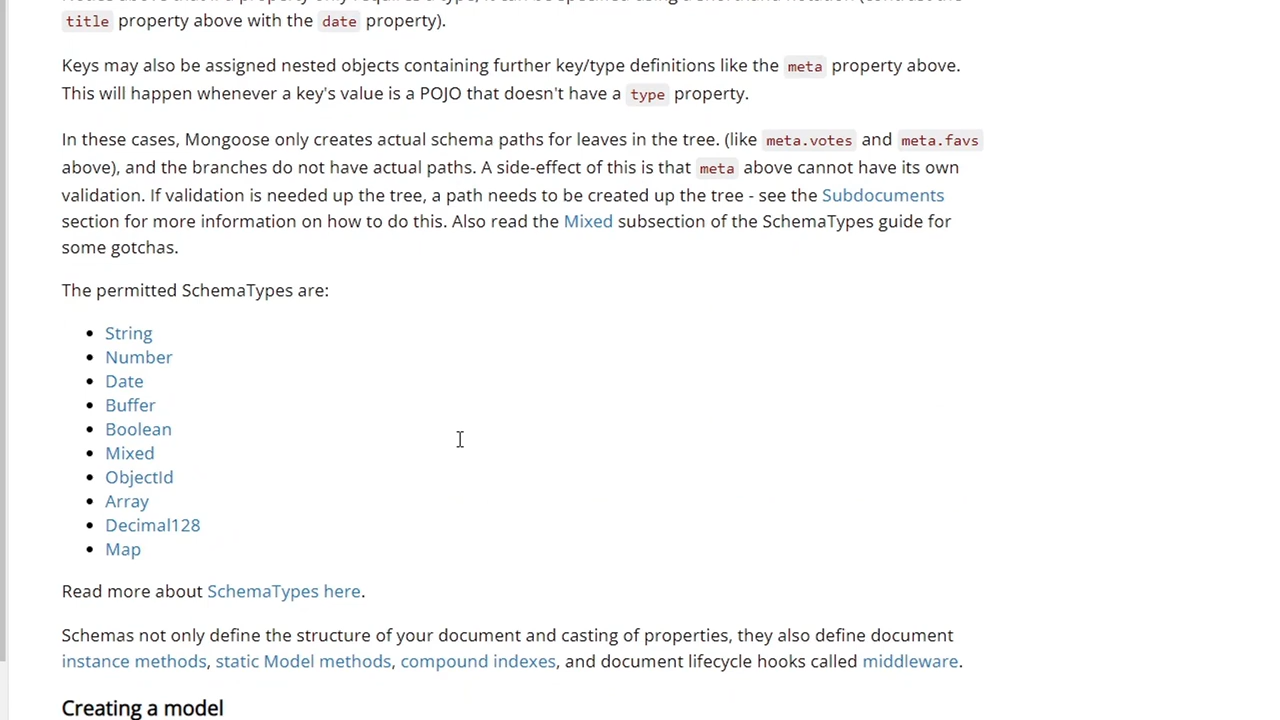 title property above with the date property).
Keys may also be assigned nested objects containing further key/type definitions like the meta property above.
This will happen whenever a key's value is a POJO that doesn't have a type property.
In these cases, Mongoose only creates actual schema paths for leaves in the tree. (like meta.votes and meta.favs
above), and the branches do not have actual paths. A side-effect of this is that meta above cannot have its own
validation. If validation is needed up the tree, a path needs to be created up the tree - see the Subdocuments
section for more information on how to do this. Also read the Mixed subsection of the SchemaTypes guide for
some gotchas.
The permitted SchemaTypes are:
• String
• Number
• Date
• Buffer
• Boolean
• Mixed
• ObjectId
• Array
• Decimal128
• Map
Read more about SchemaTypes here.
Schemas not only define the structure of your document and casting of properties, they also define document
instance methods, static Model methods, compound indexes, and document lifecycle hooks called middleware.
Creating a model